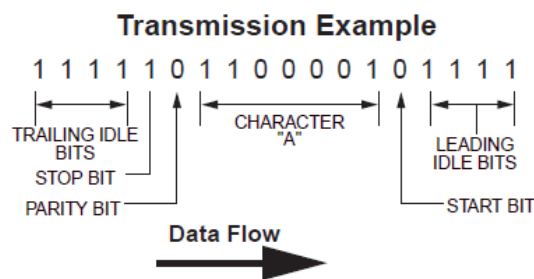 Transmission Example
1 1 1 1 1 0 1 1 0 0 0 0 1 0 1 1 1 1
TRAILING IDLE
BITS
STOP BIT
PARITY BIT
CHARACTER
"A"
LEADING
IDLE BITS
START BIT
Data Flow